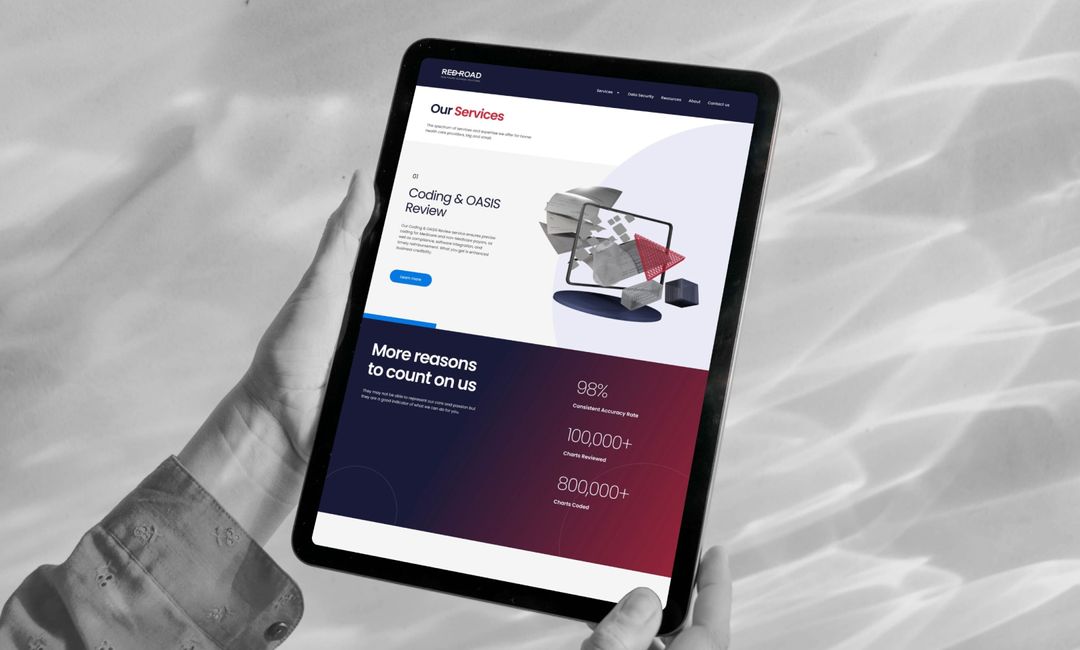 RED ROAD
Services
Data Security
Resources
About
Contact us
Our Services
The spectrum of services and expertise we offer for home
health care providers, big and small.
01
Coding & OASIS
Review
Our Coding & OASIS Review service ensures precise
coding for Medicare and non-Medicare payors, as
well as compliance, software integration, and
timely reimbursement. What you get is enhanced
business credibility.
Learn more
More reasons
to count on us
They may not be able to represent our care and passion but
they are a good indicator of what we can do for you.
98%
Consistent Accuracy Rate
100,000+
Charts Reviewed
800,000+
Charts Coded